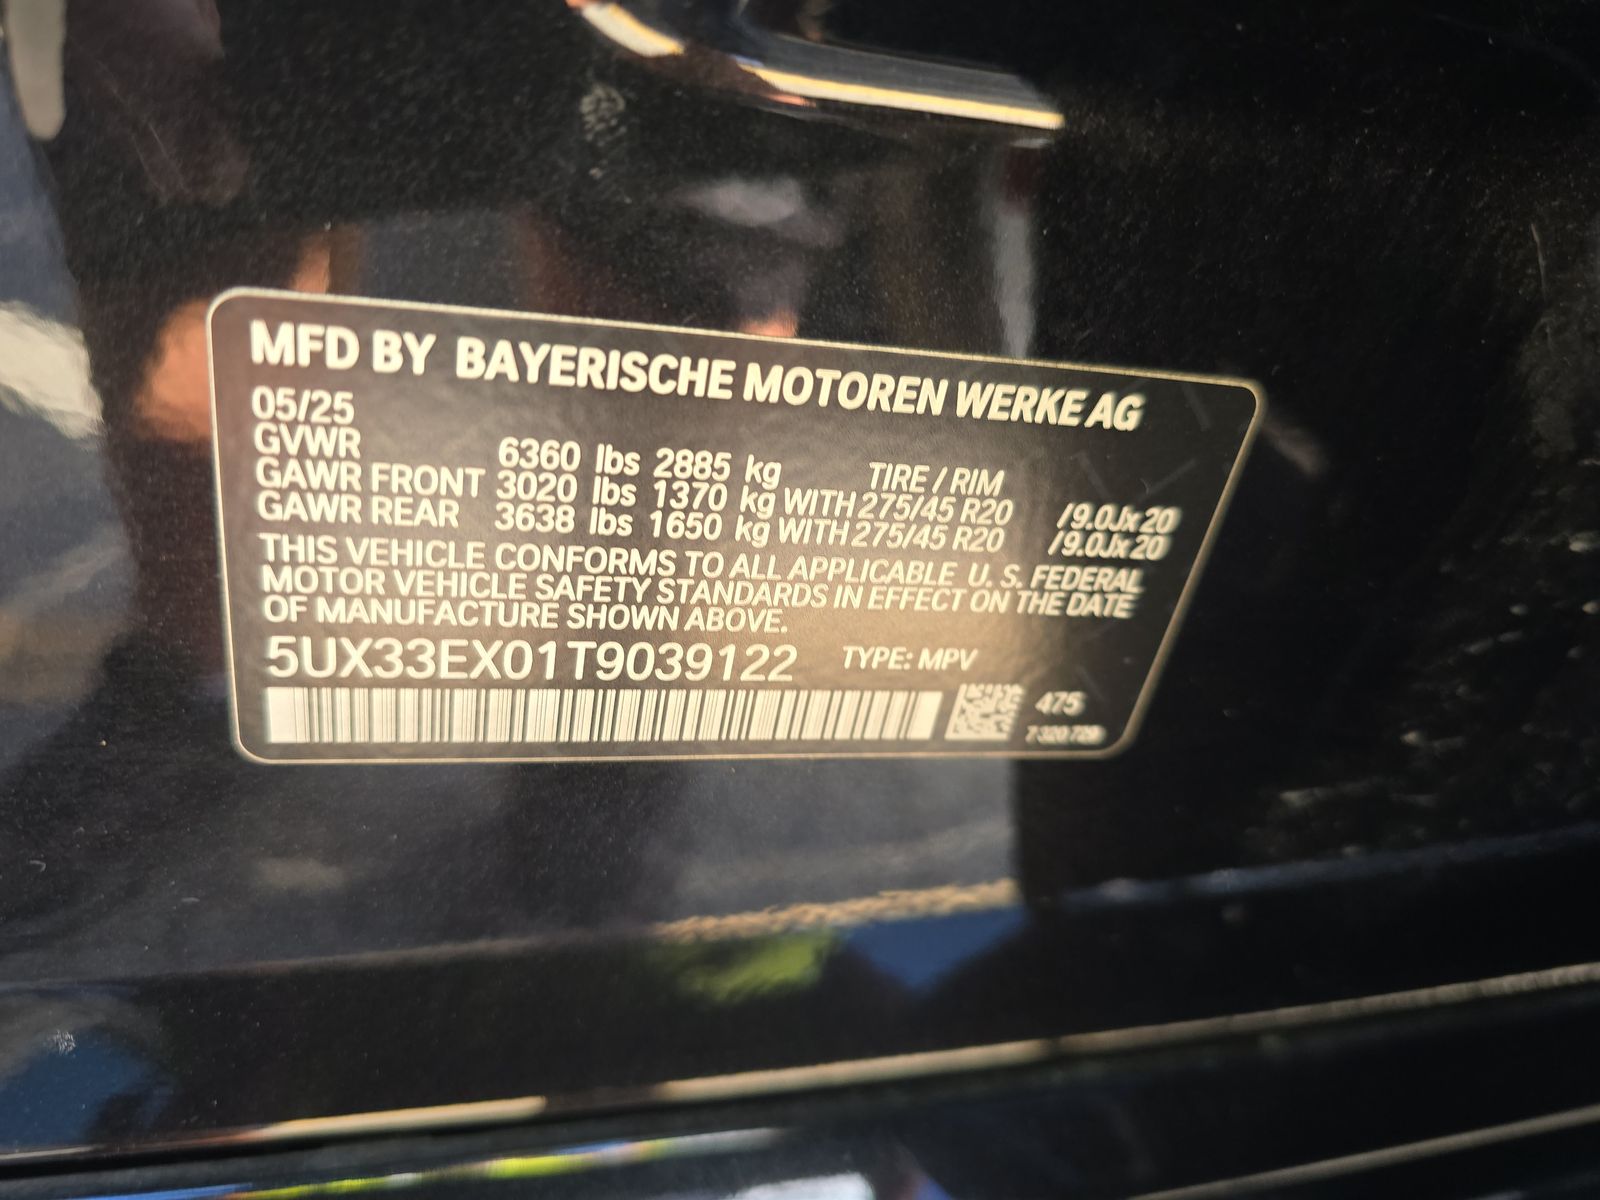 MFD BY BAYERISCHE MOTOREN WERKE AG
05/25
GVWR 6360 lbs 2885 kg TIRE / RIM
GAWR FRONT 3020 lbs 1370 kg WITH 275/45 R20 /9.0Jx20
GAWR REAR 3638 lbs 1650 kg WITH 275/45 R20 /9.0Jx20
THIS VEHICLE CONFORMS TO ALL APPLICABLE U. S. FEDERAL
MOTOR VEHICLE SAFETY STANDARDS IN EFFECT ON THE DATE
OF MANUFACTURE SHOWN ABOVE.
5UX33EX01T9039122 TYPE: MPV
475